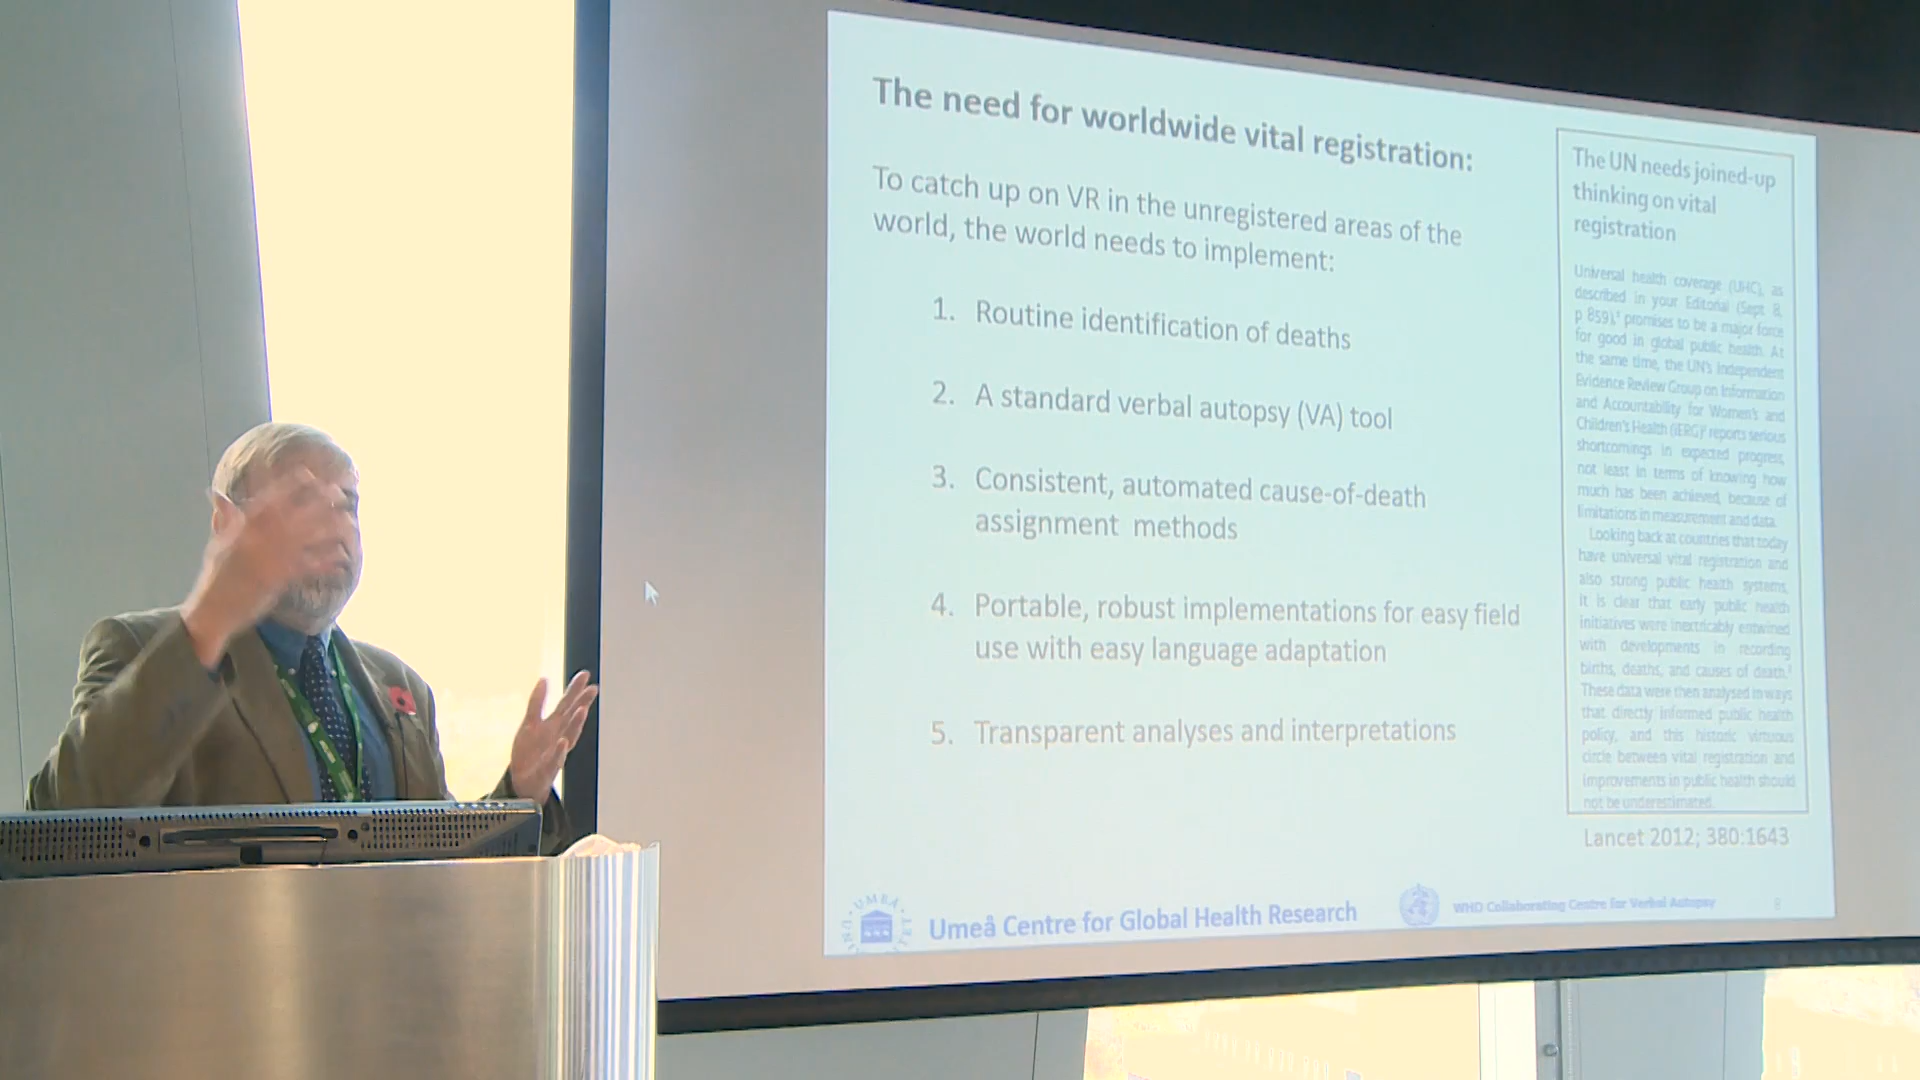 The need for worldwide vital registration:
To catch up on VR in the unregistered areas of the
world, the world needs to implement:
1. Routine identification of deaths
2. A standard verbal autopsy (VA) tool
3. Consistent, automated cause-of-death
assignment methods
4. Portable, robust implementations for easy field
use with easy language adaptation
5. Transparent analyses and interpretations
The UN needs joined-up
thinking on vital
registration
Universal health coverage (UHC), as
described in your Editorial (Sept 8,
p 859),¹ promises to be a major force
for good in global public health. At
the same time, the UN's Independent
Evidence Review Group on Information
and Accountability for Women's and
Children's Health (iERG)² reports serious
shortcomings in expected progress,
not least in terms of knowing how
much has been achieved, because of
limitations in measurement and data.
Looking back at countries that today
have universal vital registration and
also strong public health systems,
it is clear that early public health
initiatives were inextricably entwined
with developments in recording
births, deaths, and causes of death.³
These data were then analysed in ways
that directly informed public health
policy, and this historic virtuous
circle between vital registration and
improvements in public health should
not be underestimated.
Lancet 2012; 380:1643
UMEÅ
Umeå Centre for Global Health Research
WHO Collaborating Centre for Verbal Autopsy